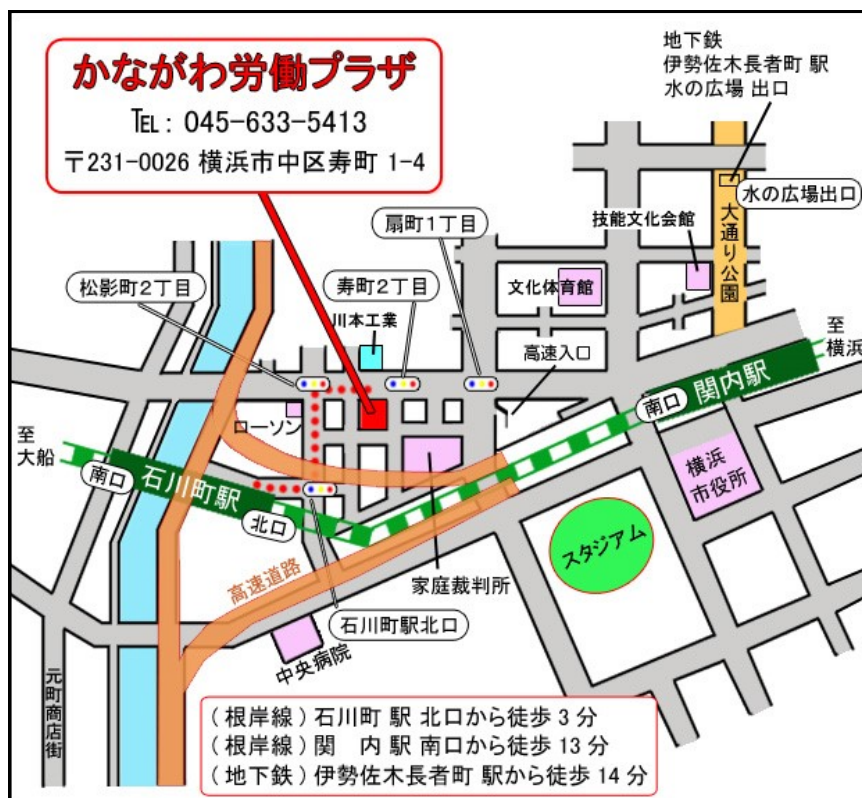 かながわ労働プラザ
TEL : 045-633-5413
〒231-0026 横浜市中区寿町 1-4
地下鉄
伊勢佐木長者町 駅
水の広場 出口
水の広場出口
大通り公園
技能文化会館
扇町1丁目
文化体育館
松影町2丁目
寿町2丁目
川本工業
高速入口
至
横浜
関内駅
南口
ローソン
至
大船
南口
石川町駅
北口
横浜
市役所
スタジアム
高速道路
家庭裁判所
石川町駅北口
中央病院
元町商店街
(根岸線) 石川町 駅 北口から徒歩 3 分
(根岸線) 関 内 駅 南口から徒歩 13 分
(地下鉄) 伊勢佐木長者町 駅から徒歩 14 分